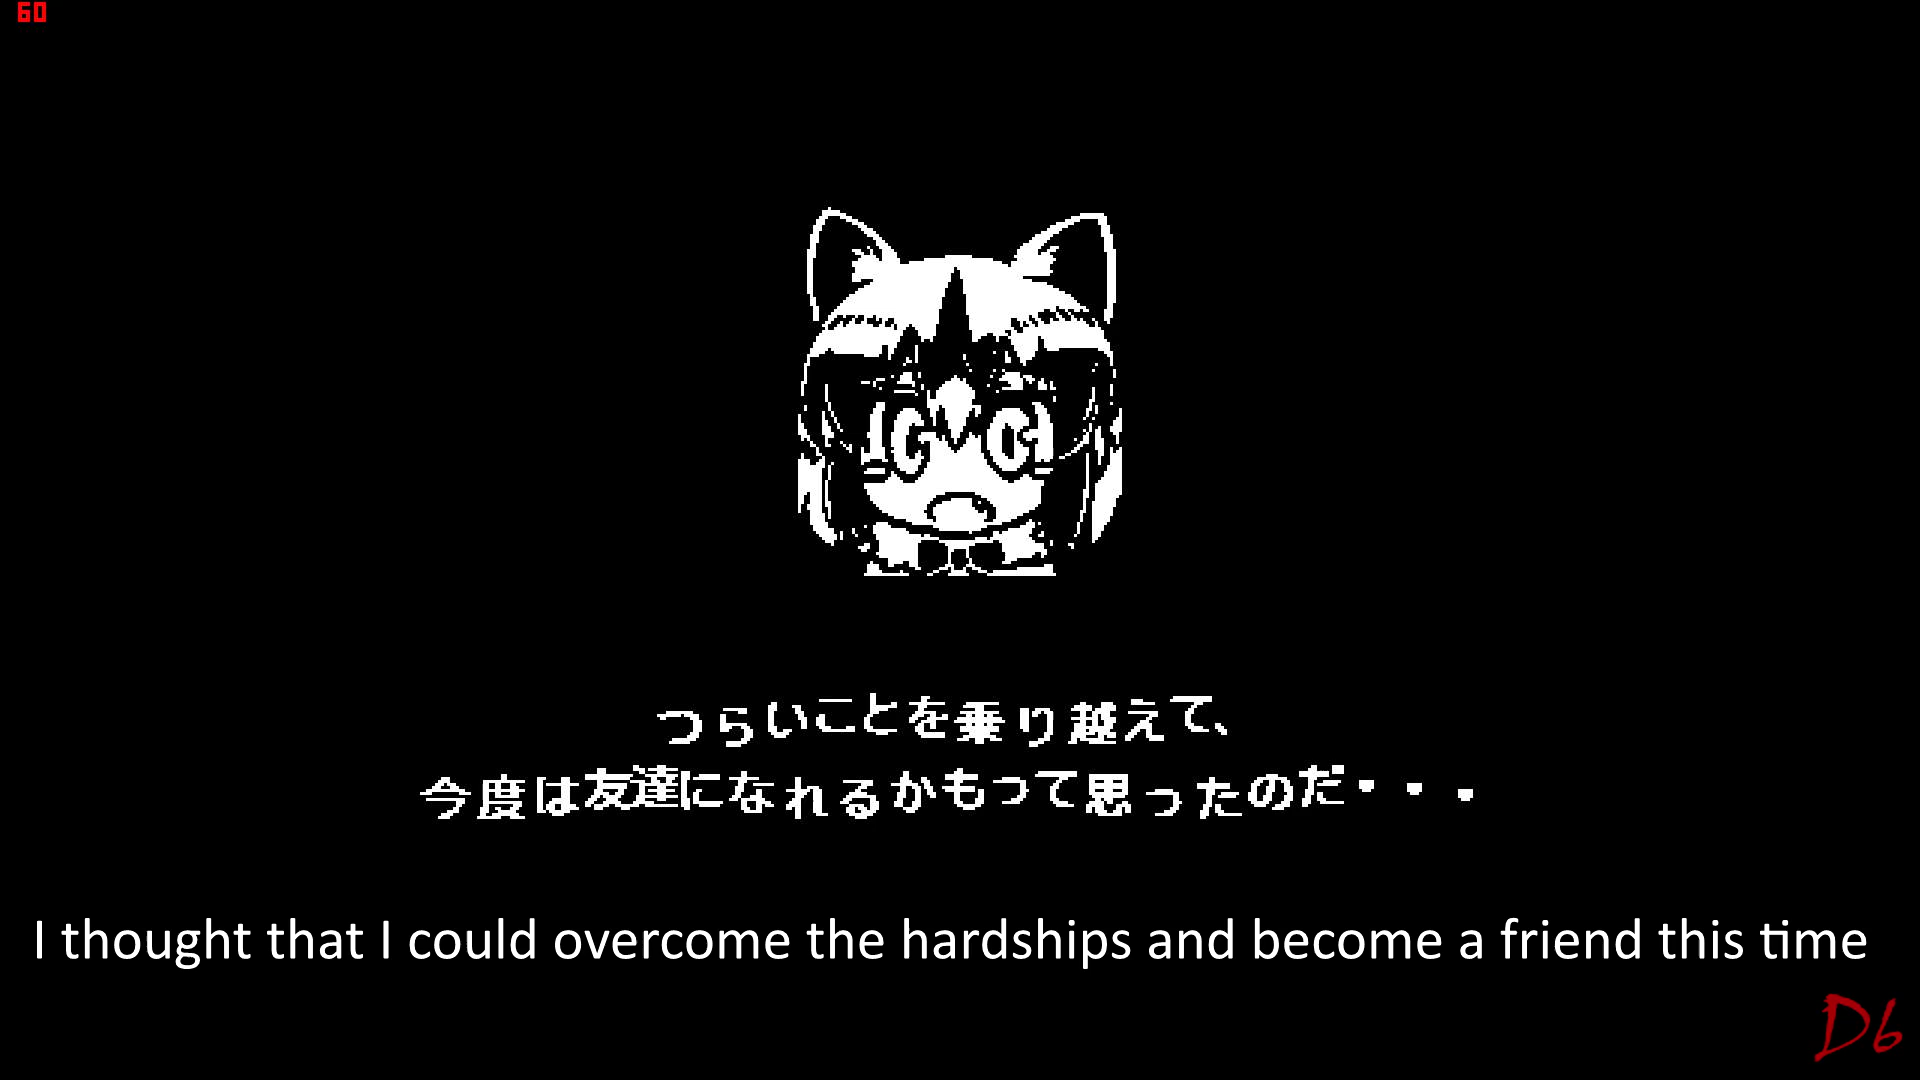 60
つらいことを乗り越えて、
今度は友達になれるかもって思ったのだ・・・
I thought that I could overcome the hardships and become a friend this time
D6